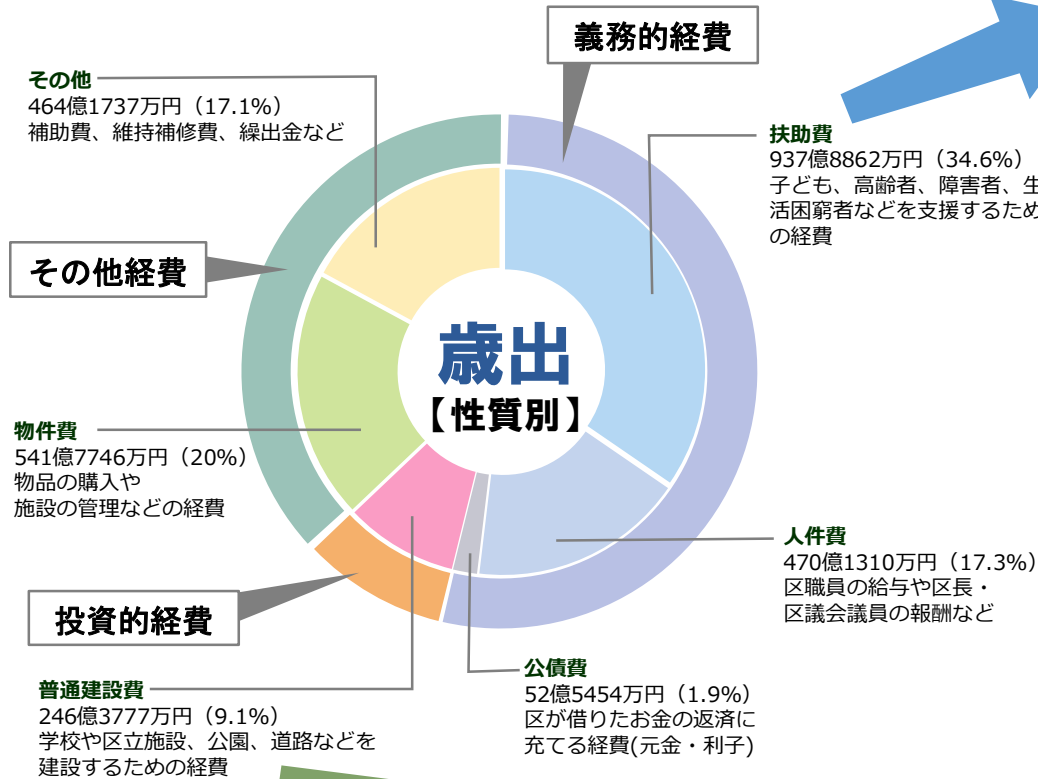 義務的経費
その他
464億1737万円（17.1%）
補助費、維持補修費、繰出金など
扶助費
937億8862万円（34.6%）
子ども、高齢者、障害者、生
活困窮者などを支援するため
の経費
その他経費
歳出
【性質別】
物件費
541億7746万円（20%）
物品の購入や
施設の管理などの経費
人件費
470億1310万円（17.3%）
区職員の給与や区長・
区議会議員の報酬など
投資的経費
公債費
52億5454万円（1.9%）
区が借りたお金の返済に
充てる経費(元金・利子)
普通建設費
246億3777万円（9.1%）
学校や区立施設、公園、道路などを
建設するための経費